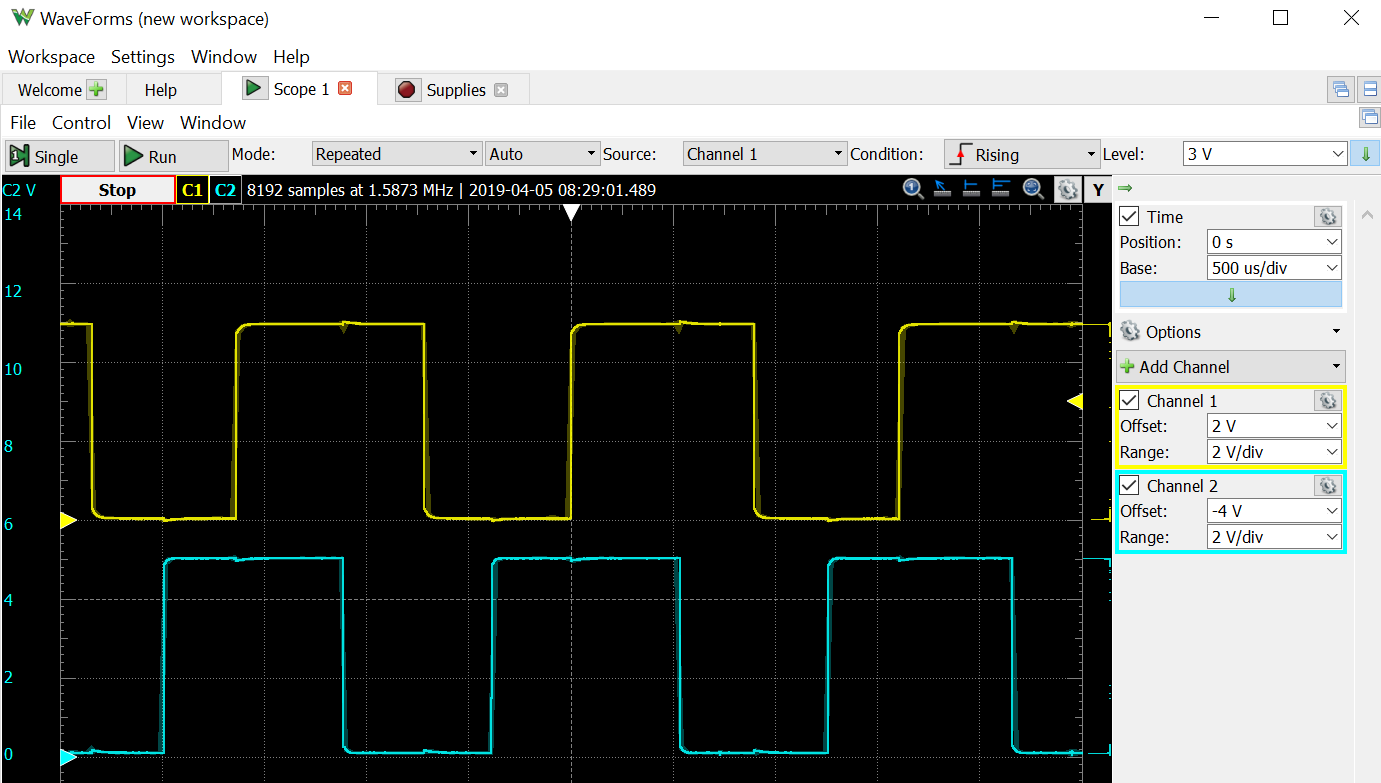 WaveForms (new workspace)
Workspace Settings Window Help
Welcome Help Scope 1 Supplies
File Control View Window
Single Run Mode: Repeated Auto Source: Channel 1 Condition: Rising Level: 3 V
C2 V Stop C1 C2 8192 samples at 1.5873 MHz | 2019-04-05 08:29:01.489 Y
14
12
10
8
6
4
2
0
Time
Position: 0 s
Base: 500 us/div
Options
Add Channel
Channel 1
Offset: 2 V
Range: 2 V/div
Channel 2
Offset: -4 V
Range: 2 V/div